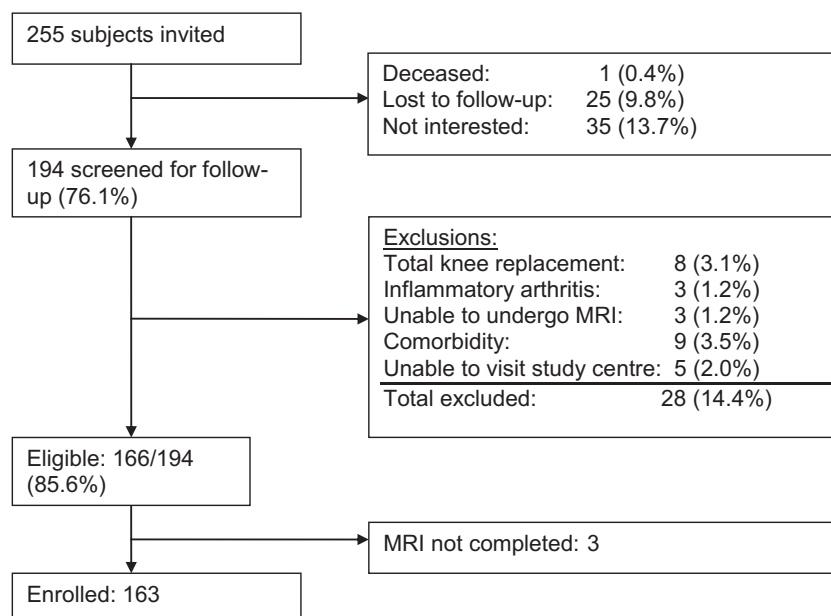 255 subjects invited
Deceased: 1 (0.4%)
Lost to follow-up: 25 (9.8%)
Not interested: 35 (13.7%)
194 screened for follow-
up (76.1%)
Exclusions:
Total knee replacement: 8 (3.1%)
Inflammatory arthritis: 3 (1.2%)
Unable to undergo MRI: 3 (1.2%)
Comorbidity: 9 (3.5%)
Unable to visit study centre: 5 (2.0%)
Total excluded: 28 (14.4%)
Eligible: 166/194
(85.6%)
MRI not completed: 3
Enrolled: 163